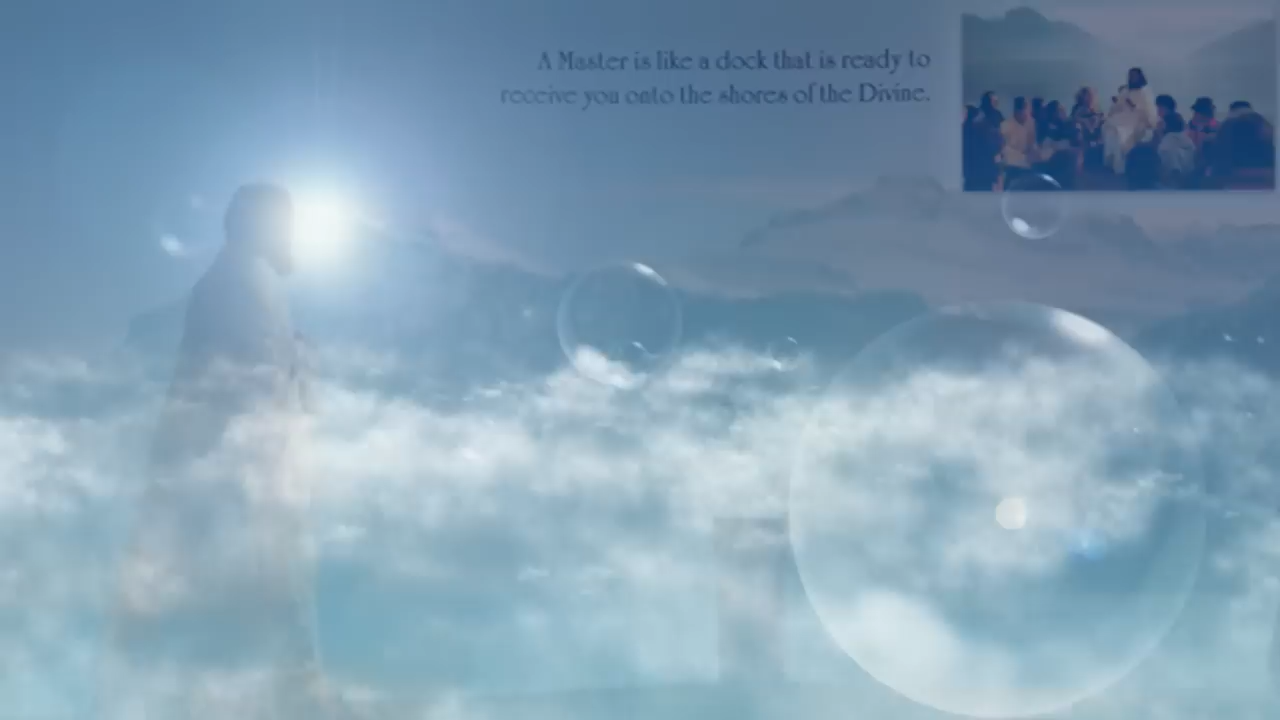 A Master is like a dock that is ready to
receive you onto the shores of the Divine.